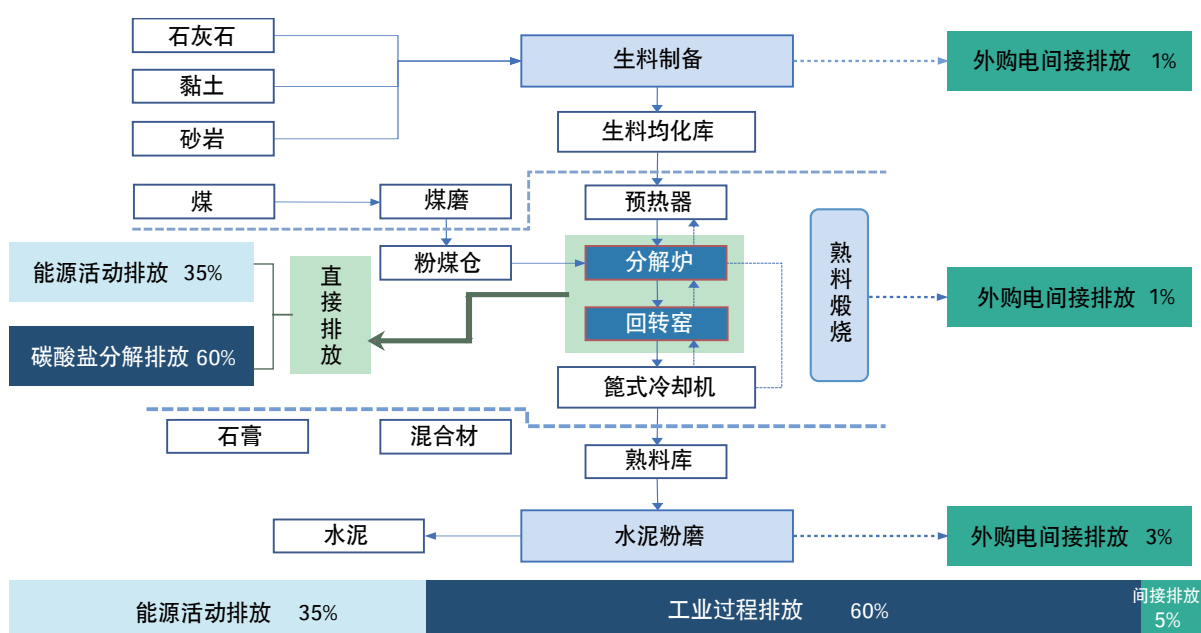 石灰石
生料制备
外购电间接排放 1%
黏土
砂岩
生料均化库
煤
煤磨
预热器
粉煤仓
分解炉
熟料煅烧
能源活动排放 35%
直接排放
外购电间接排放 1%
回转窑
碳酸盐分解排放 60%
篦式冷却机
石膏
混合材
熟料库
水泥
水泥粉磨
外购电间接排放 3%
能源活动排放 35%
工业过程排放 60%
间接排放
5%